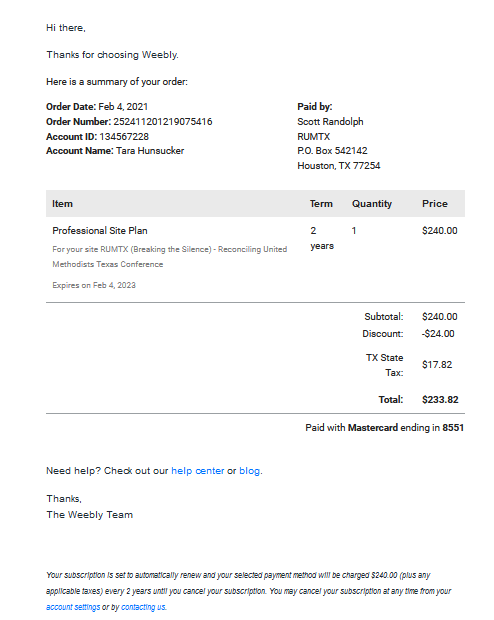 Hi there,
Thanks for choosing Weebly.
Here is a summary of your order:
Order Date: Feb 4, 2021
Order Number: 252411201219075416
Account ID: 134567228
Account Name: Tara Hunsucker
Paid by:
Scott Randolph
RUMTX
P.O. Box 542142
Houston, TX 77254
Item Term Quantity Price
Professional Site Plan 2 years 1 $240.00
For your site RUMTX (Breaking the Silence) - Reconciling United
Methodists Texas Conference
Expires on Feb 4, 2023
Subtotal: $240.00
Discount: -$24.00
TX State Tax: $17.82
Total: $233.82
Paid with Mastercard ending in 8551
Need help? Check out our help center or blog.
Thanks,
The Weebly Team
Your subscription is set to automatically renew and your selected payment method will be charged $240.00 (plus any
applicable taxes) every 2 years until you cancel your subscription. You may cancel your subscription at any time from your
account settings or by contacting us.